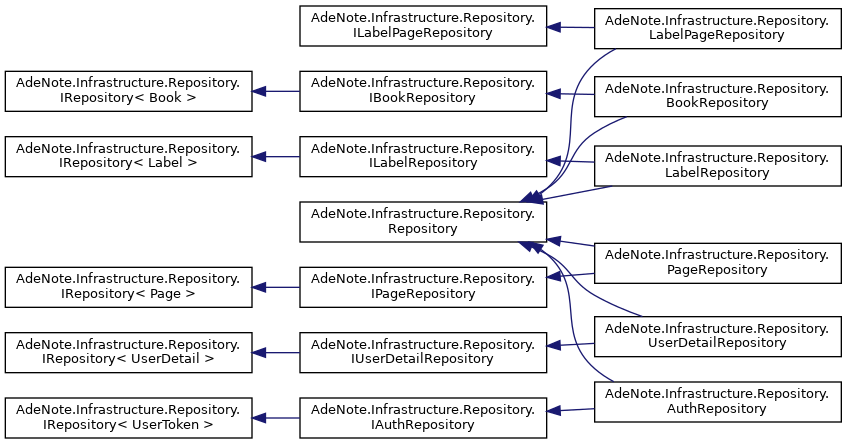 AdeNote.Infrastructure.Repository.
ILabelPageRepository
AdeNote.Infrastructure.Repository.
LabelPageRepository
AdeNote.Infrastructure.Repository.
IRepository< Book >
AdeNote.Infrastructure.Repository.
IBookRepository
AdeNote.Infrastructure.Repository.
BookRepository
AdeNote.Infrastructure.Repository.
IRepository< Label >
AdeNote.Infrastructure.Repository.
ILabelRepository
AdeNote.Infrastructure.Repository.
LabelRepository
AdeNote.Infrastructure.Repository.
Repository
AdeNote.Infrastructure.Repository.
PageRepository
AdeNote.Infrastructure.Repository.
IRepository< Page >
AdeNote.Infrastructure.Repository.
IPageRepository
AdeNote.Infrastructure.Repository.
UserDetailRepository
AdeNote.Infrastructure.Repository.
IRepository< UserDetail >
AdeNote.Infrastructure.Repository.
IUserDetailRepository
AdeNote.Infrastructure.Repository.
AuthRepository
AdeNote.Infrastructure.Repository.
IRepository< UserToken >
AdeNote.Infrastructure.Repository.
IAuthRepository